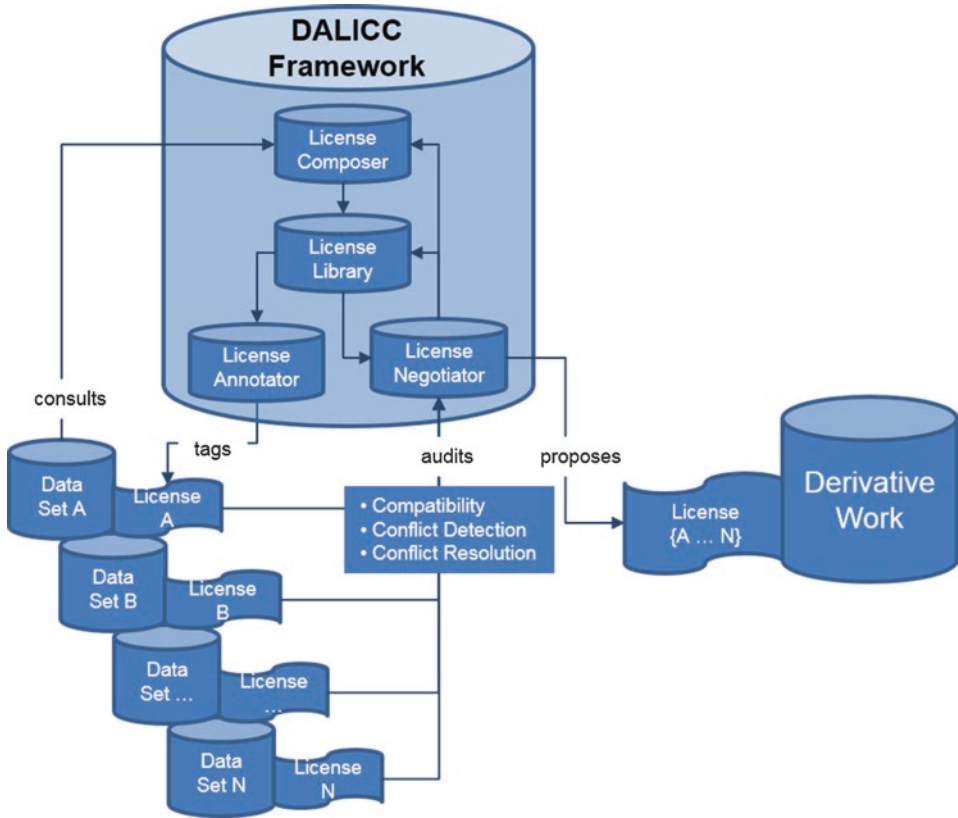 DALICC
Framework
License
Composer
License
Library
License
Annotator
License
Negotiator
consults
tags
audits
proposes
Data
Set A
License
A
• Compatibility
• Conflict Detection
• Conflict Resolution
License
{A ... N}
Derivative
Work
Data
Set B
License
B
Data
Set ...
License
...
Data
Set N
License
N